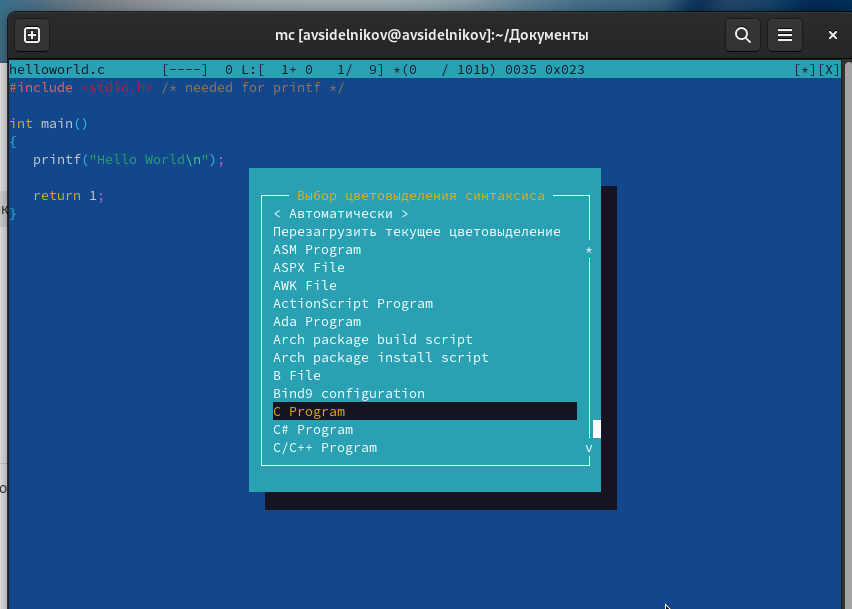 mc [avsidelnikov@avsidelnikov]:~/Документы
helloworld.c [----] 0 L:[ 1+ 0 1/ 9] *(0 / 101b) 0035 0x023 [*][X]
#include <stdio.h> /* needed for printf */
int main()
{
printf("Hello World\n");
return 1;
}
Выбор цветовыделения синтаксиса
< Автоматически >
Перезагрузить текущее цветовыделение
ASM Program
ASPX File
AWK File
ActionScript Program
Ada Program
Arch package build script
Arch package install script
B File
Bind9 configuration
C Program
C# Program
C/C++ Program